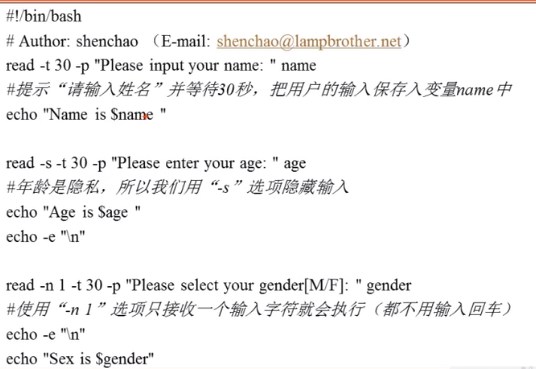 #!/bin/bash
# Author: shenchao （E-mail: shenchao@lampbrother.net）
read -t 30 -p "Please input your name: " name
#提示“请输入姓名”并等待30秒，把用户的输入保存入变量name中
echo "Name is $name "
read -s -t 30 -p "Please enter your age: " age
#年龄是隐私，所以我们用“-s”选项隐藏输入
echo "Age is $age "
echo -e "\n"
read -n 1 -t 30 -p "Please select your gender[M/F]: " gender
#使用“-n 1”选项只接收一个输入字符就会执行（都不用输入回车）
echo -e "\n"
echo "Sex is $gender"